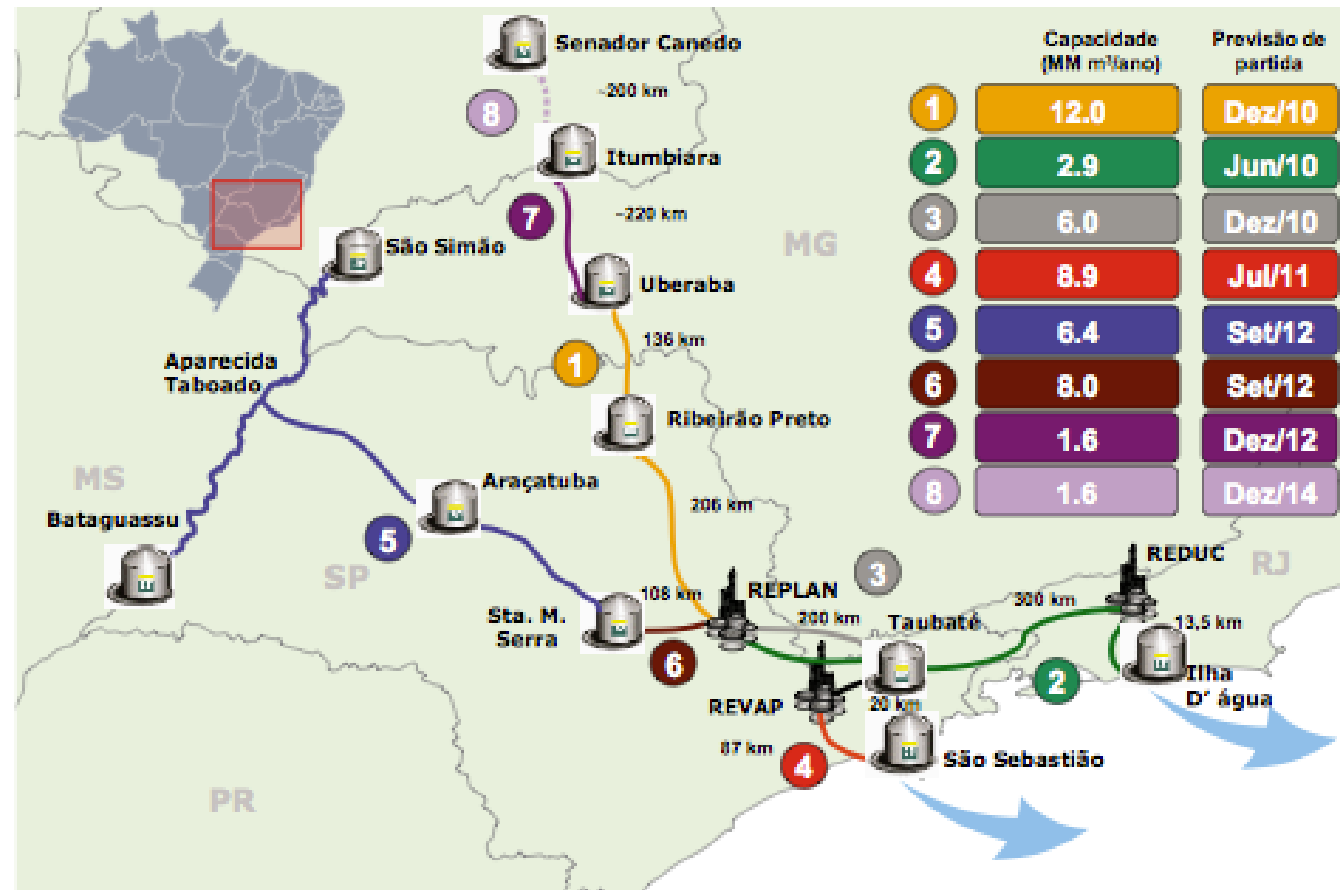 Senador Canedo
~200 km
8
Itumbiara
7
~220 km
São Simão
MG
Uberaba
136 km
1
Aparecida
Taboado
Ribeirão Preto
MS
Araçatuba
Bataguassu
206 km
5
SP
REDUC
RJ
3
REPLAN
108 km
300 km
Sta. M.
Serra
200 km
Taubaté
13,5 km
6
2
Ilha
D' água
REVAP
20 km
87 km
4
São Sebastião
PR
Capacidade
(MM m³/ano)
Previsão de
partida
1 12.0 Dez/10
2 2.9 Jun/10
3 6.0 Dez/10
4 8.9 Jul/11
5 6.4 Set/12
6 8.0 Set/12
7 1.6 Dez/12
8 1.6 Dez/14